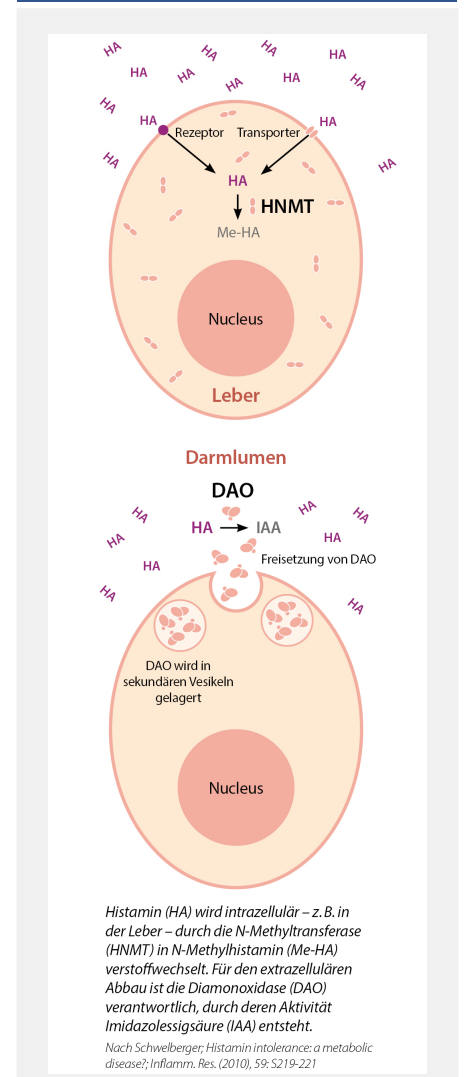 HA
HA
HA
HA
HA
HA
HA
HA
HA
HA
HA
Rezeptor
Transporter
HA
HA
HA
HA
HNMT
Me-HA
Nucleus
Leber
Darmlumen
DAO
HA
IAA
HA
HA
HA
HA
HA
HA
HA
HA
Freisetzung von DAO
DAO wird in
sekundären Vesikeln
gelagert
Nucleus
Histamin (HA) wird intrazellulär – z. B. in
der Leber – durch die N-Methyltransferase
(HNMT) in N-Methylhistamin (Me-HA)
verstoffwechselt. Für den extrazellulären
Abbau ist die Diamonoxidase (DAO)
verantwortlich, durch deren Aktivität
Imidazolessigsäure (IAA) entsteht.
Nach Schwelberger; Histamin intolerance: a metabolic
disease?; Inflamm. Res. (2010), 59: S219-221